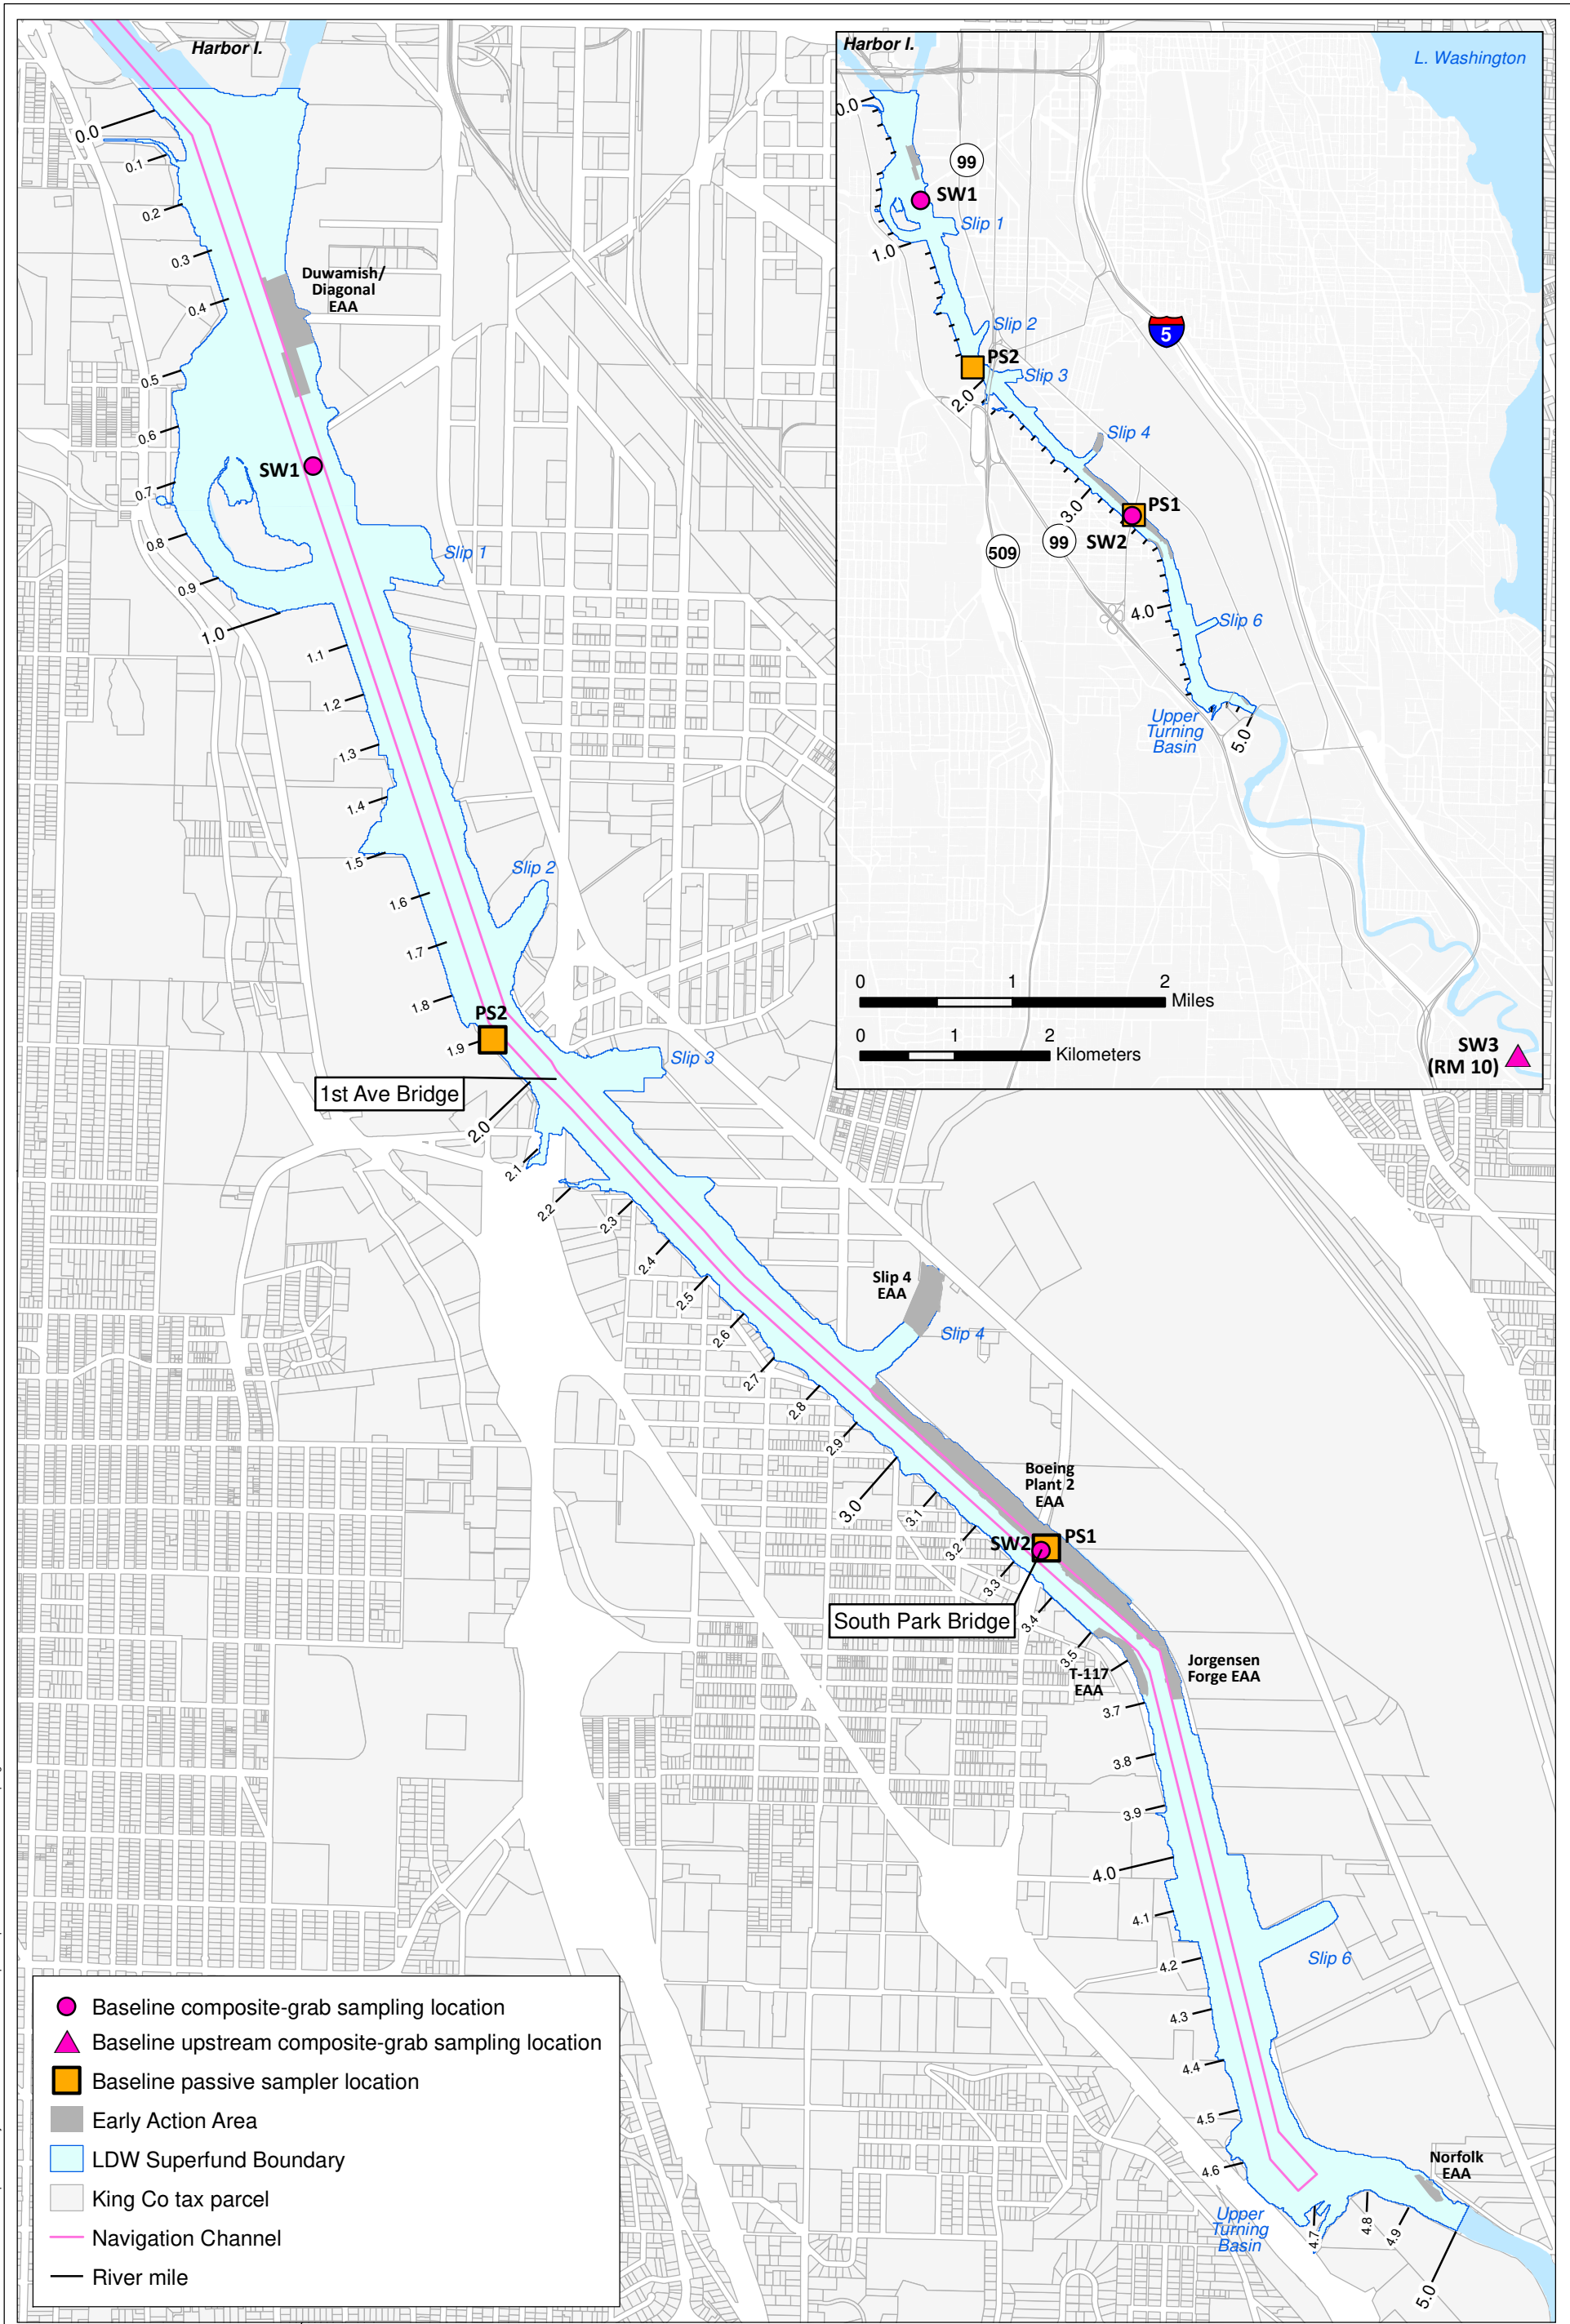 Harbor I.
0.0
0.1
0.2
0.3
0.4
0.5
0.6
0.7
0.8
0.9
1.0
1.1
1.2
1.3
1.4
1.5
1.6
1.7
1.8
1.9
2.0
2.1
2.2
2.3
2.4
2.5
2.6
2.7
2.8
2.9
3.0
3.1
3.2
3.3
3.4
3.5
3.7
3.8
3.9
4.0
4.1
4.2
4.3
4.4
4.5
4.6
4.7
4.8
4.9
5.0
Duwamish/
Diagonal
EAA
SW1
Slip 1
Slip 2
PS2
Slip 3
1st Ave Bridge
Slip 4
EAA
Slip 4
Boeing
Plant 2
EAA
SW2
PS1
South Park Bridge
T-117
EAA
Jorgensen
Forge EAA
Slip 6
Norfolk
EAA
Upper
Turning
Basin
Harbor I.
L. Washington
0.0
99
SW1
Slip 1
1.0
Slip 2
5
PS2
Slip 3
2.0
Slip 4
3.0
PS1
SW2
509
99
4.0
Slip 6
Upper
Turning
Basin
5.0
0 1 2
Miles
0 1 2
Kilometers
SW3
(RM 10)
Baseline composite-grab sampling location
Baseline upstream composite-grab sampling location
Baseline passive sampler location
Early Action Area
LDW Superfund Boundary
King Co tax parcel
Navigation Channel
River mile